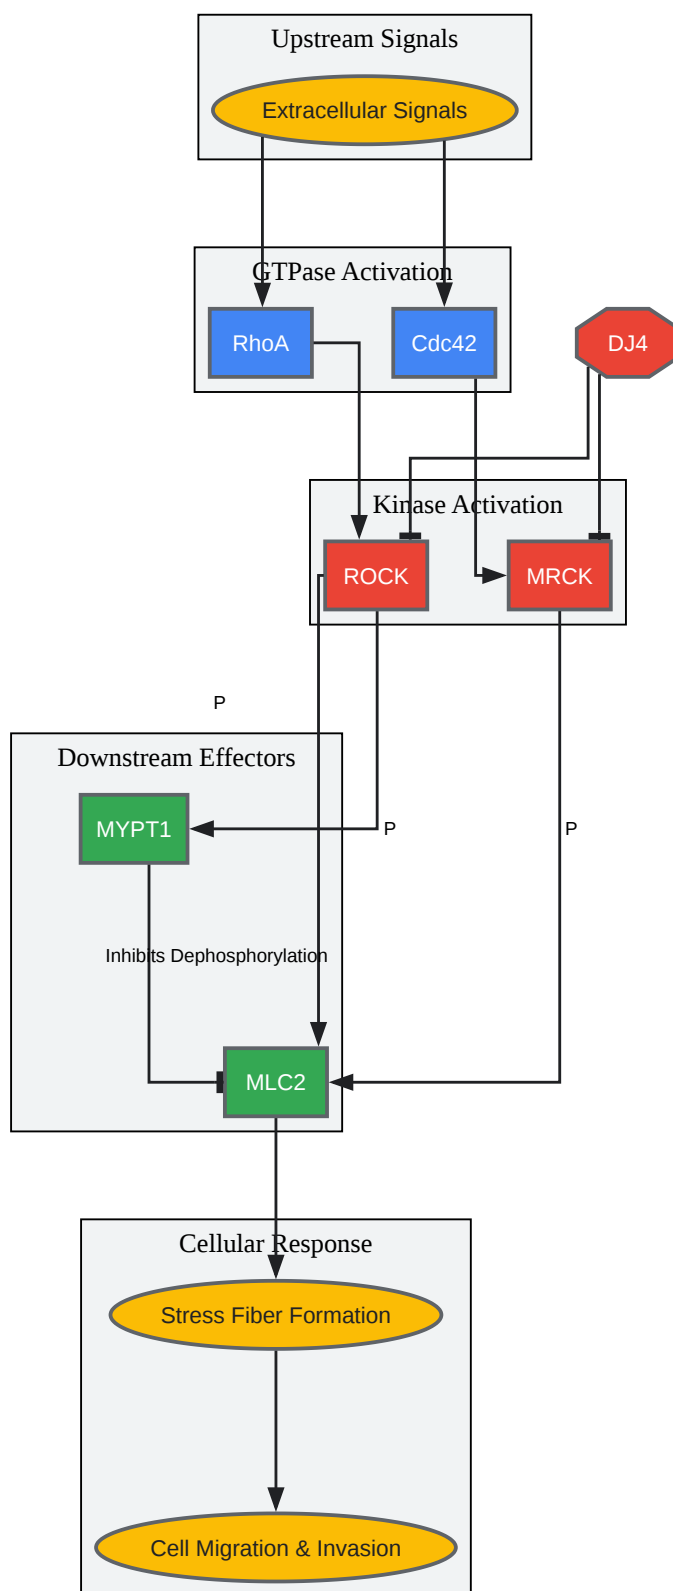 Upstream Signals
Extracellular Signals
GTPase Activation
RhoA
Cdc42
DJ4
Kinase Activation
ROCK
MRCK
P
Downstream Effectors
MYPT1
P
P
Inhibits Dephosphorylation
MLC2
Cellular Response
Stress Fiber Formation
Cell Migration & Invasion